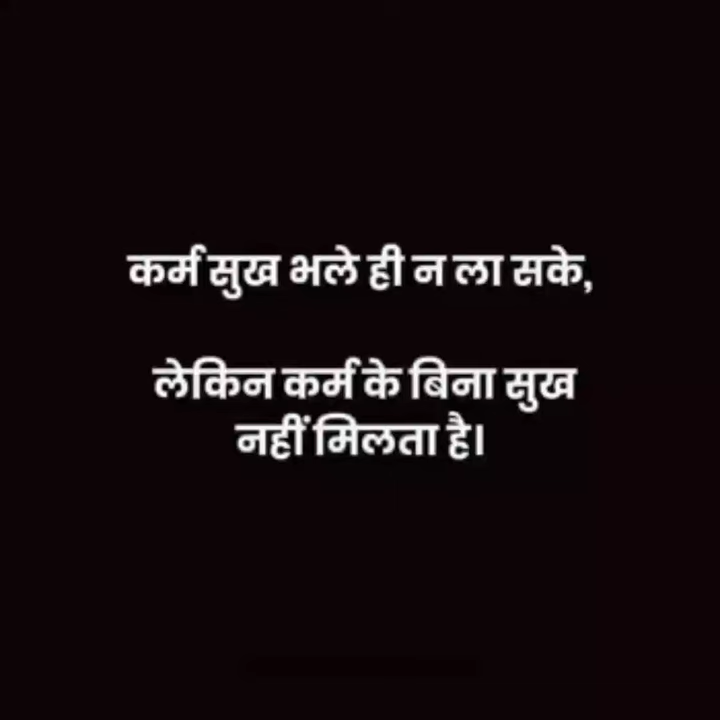 कर्म सुख भले ही न ला सके,
लेकिन कर्म के बिना सुख
नहीं मिलता है।